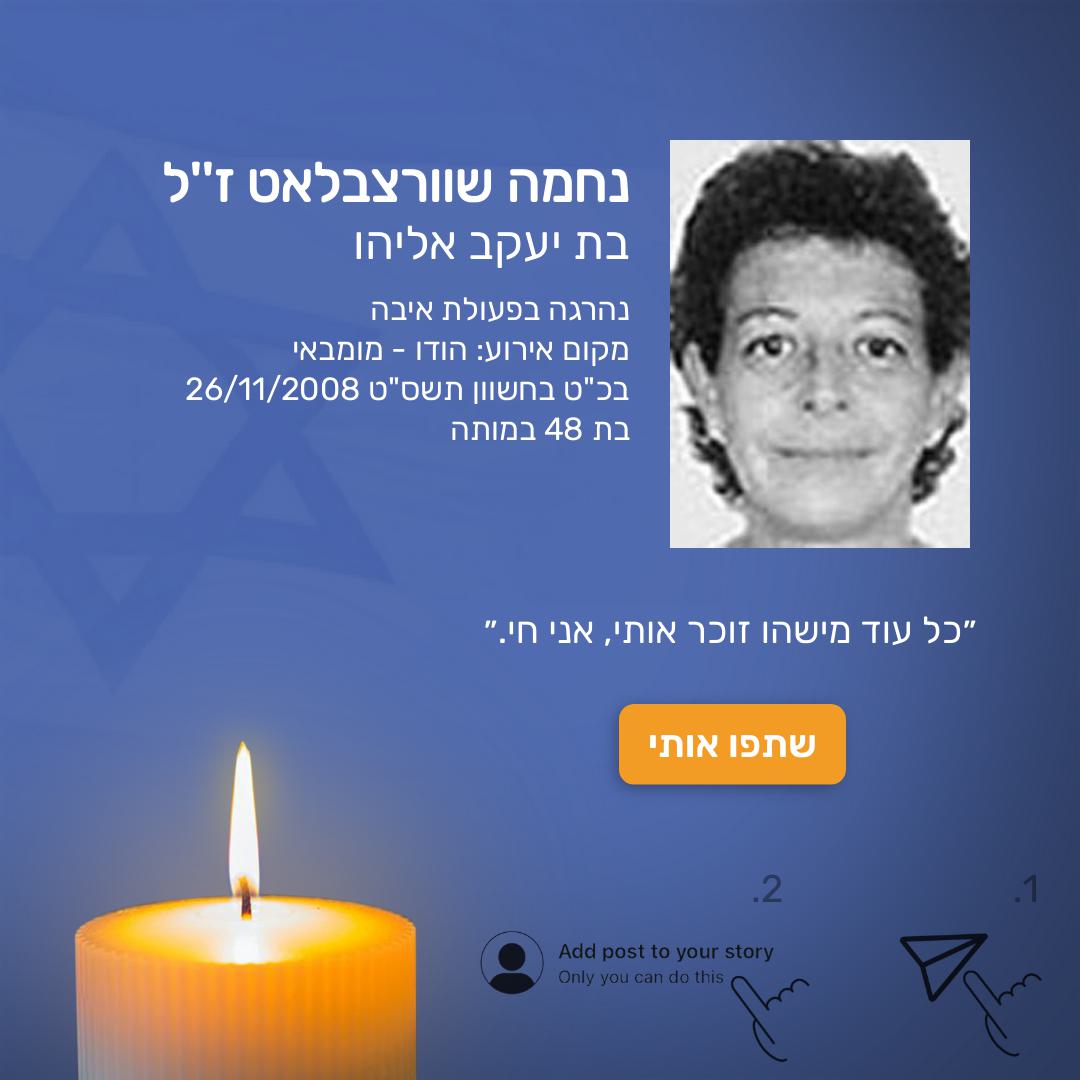 נחמה שוורצבלאט ז"ל
בת יעקב אליהו
נהרגה בפעולת איבה
מקום אירוע: הודו - מומבאי
בכ"ט בחשוון תשס"ט 26/11/2008
בת 48 במותה
״כל עוד מישהו זוכר אותי, אני חי.״
שתפו אותי
1.
2.
Add post to your story
Only you can do this